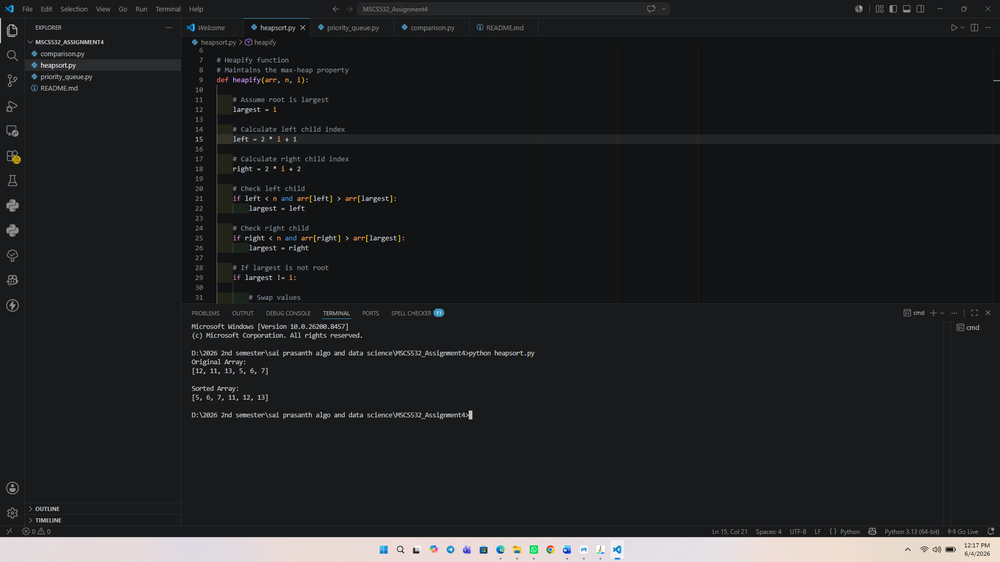 File Edit Selection View Go Run Terminal Help
MSCS532_Assignment4
EXPLORER
MSCS532_ASSIGNMENT4
comparison.py
heapsort.py
priority_queue.py
README.md
OUTLINE
TIMELINE
Welcome heapsort.py priority_queue.py comparison.py README.md
heapsort.py > heapify
6
7 # Heapify function
8 # Maintains the max-heap property
9 def heapify(arr, n, i):
10
11 # Assume root is largest
12 largest = i
13
14 # Calculate left child index
15 left = 2 * i + 1
16
17 # Calculate right child index
18 right = 2 * i + 2
19
20 # Check left child
21 if left < n and arr[left] > arr[largest]:
22 largest = left
23
24 # Check right child
25 if right < n and arr[right] > arr[largest]:
26 largest = right
27
28 # If largest is not root
29 if largest != i:
30
31 # Swap values
PROBLEMS OUTPUT DEBUG CONSOLE TERMINAL PORTS SPELL CHECKER 11
cmd
cmd
Microsoft Windows [Version 10.0.26200.8457]
(c) Microsoft Corporation. All rights reserved.
D:\2026 2nd semester\sai prasanth algo and data science\MSCS532_Assignment4>python heapsort.py
Original Array:
[12, 11, 13, 5, 6, 7]
Sorted Array:
[5, 6, 7, 11, 12, 13]
D:\2026 2nd semester\sai prasanth algo and data science\MSCS532_Assignment4>
0 0
Ln 15, Col 21 Spaces: 4 UTF-8 LF { } Python Python 3.13 (64-bit) Go Live
12:17 PM
6/4/2026